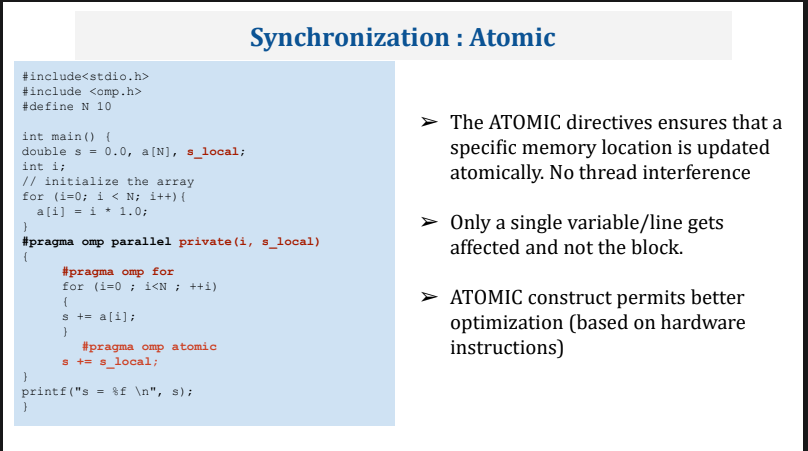 Synchronization : Atomic
#include<stdio.h>
#include <omp.h>
#define N 10
int main() {
double s = 0.0, a[N], s_local;
int i;
// initialize the array
for (i=0; i < N; i++){
a[i] = i * 1.0;
}
#pragma omp parallel private(i, s_local)
{
#pragma omp for
for (i=0 ; i<N ; ++i)
{
s += a[i];
}
#pragma omp atomic
s += s_local;
}
printf("s = %f \n", s);
}
➢ The ATOMIC directives ensures that a
specific memory location is updated
atomically. No thread interference
➢ Only a single variable/line gets
affected and not the block.
➢ ATOMIC construct permits better
optimization (based on hardware
instructions)